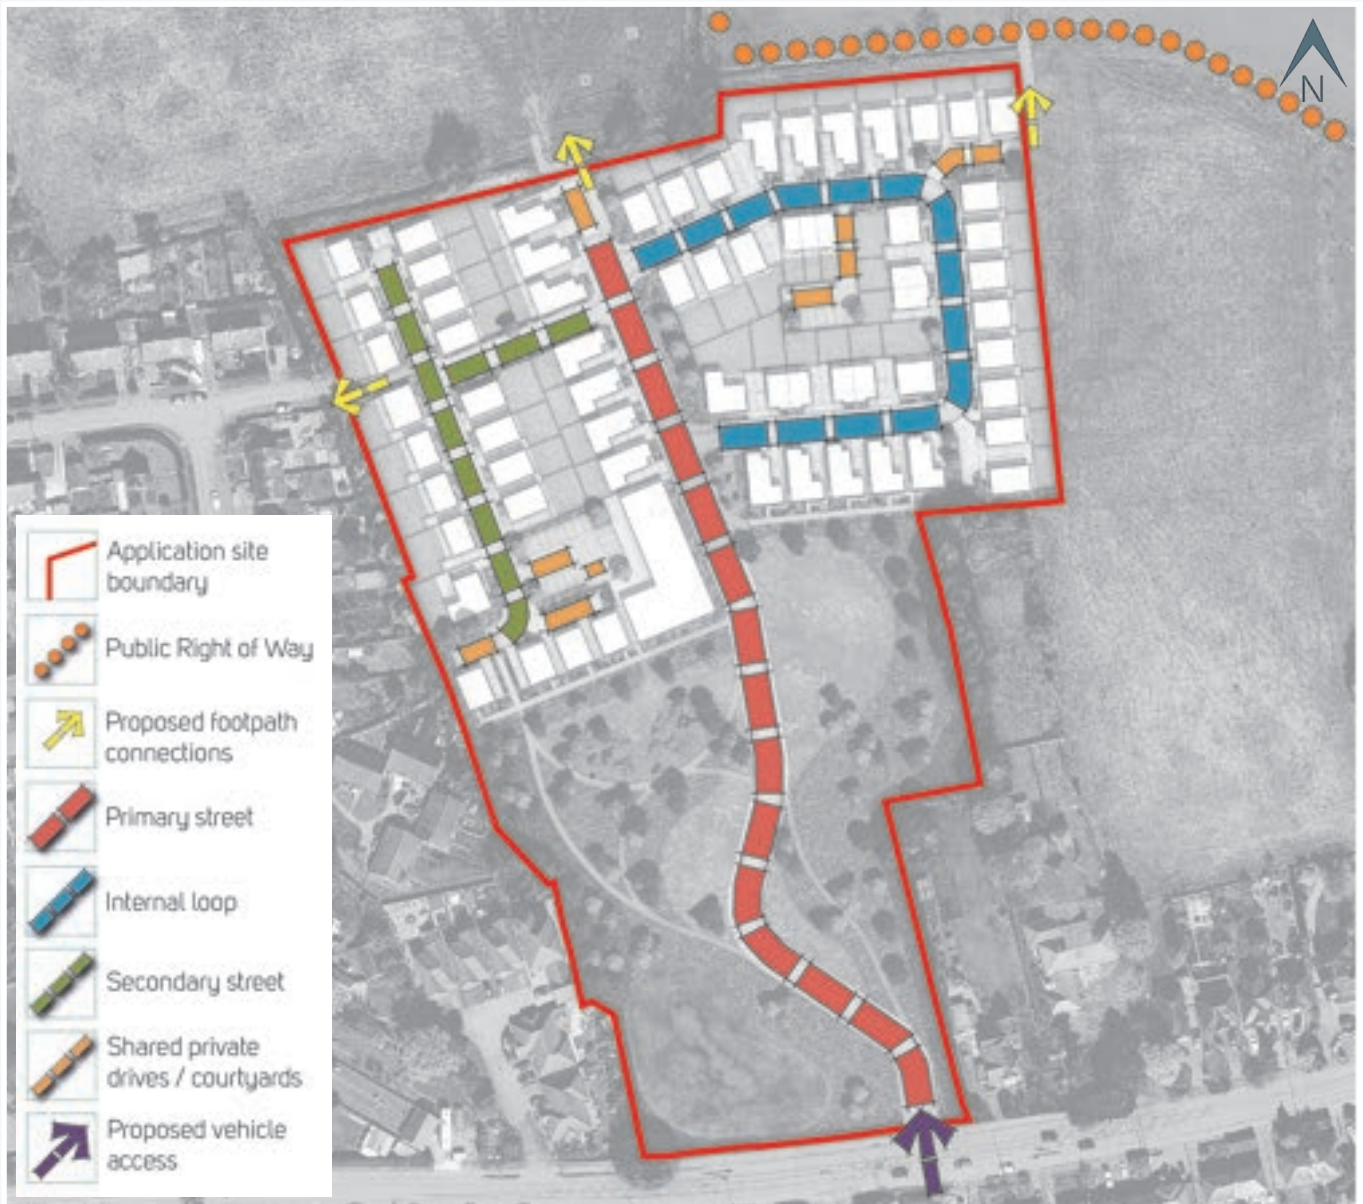 N
Application site
boundary
Public Right of Way
Proposed footpath
connections
Primary street
Internal loop
Secondary street
Shared private
drives / courtyards
Proposed vehicle
access